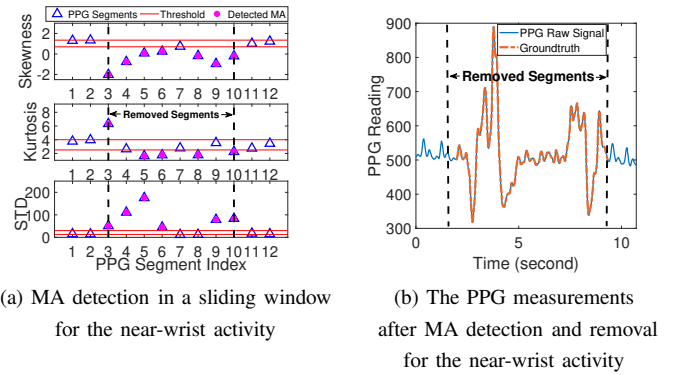 (a)
PPG Segments Threshold Detected MA
Skewness
2
0
-2
1 2 3 4 5 6 7 8 9 10 11 12
Removed Segments
Kurtosis
8
6
4
2
1 2 3 4 5 6 7 8 9 10 11 12
STD
200
100
0
1 2 3 4 5 6 7 8 9 10 11 12
PPG Segment Index
(a) MA detection in a sliding window
for the near-wrist activity
(b)
PPG Raw Signal
Groundtruth
Removed Segments
PPG Reading
900
800
700
600
500
400
300
0 5 10
Time (second)
(b) The PPG measurements
after MA detection and removal
for the near-wrist activity